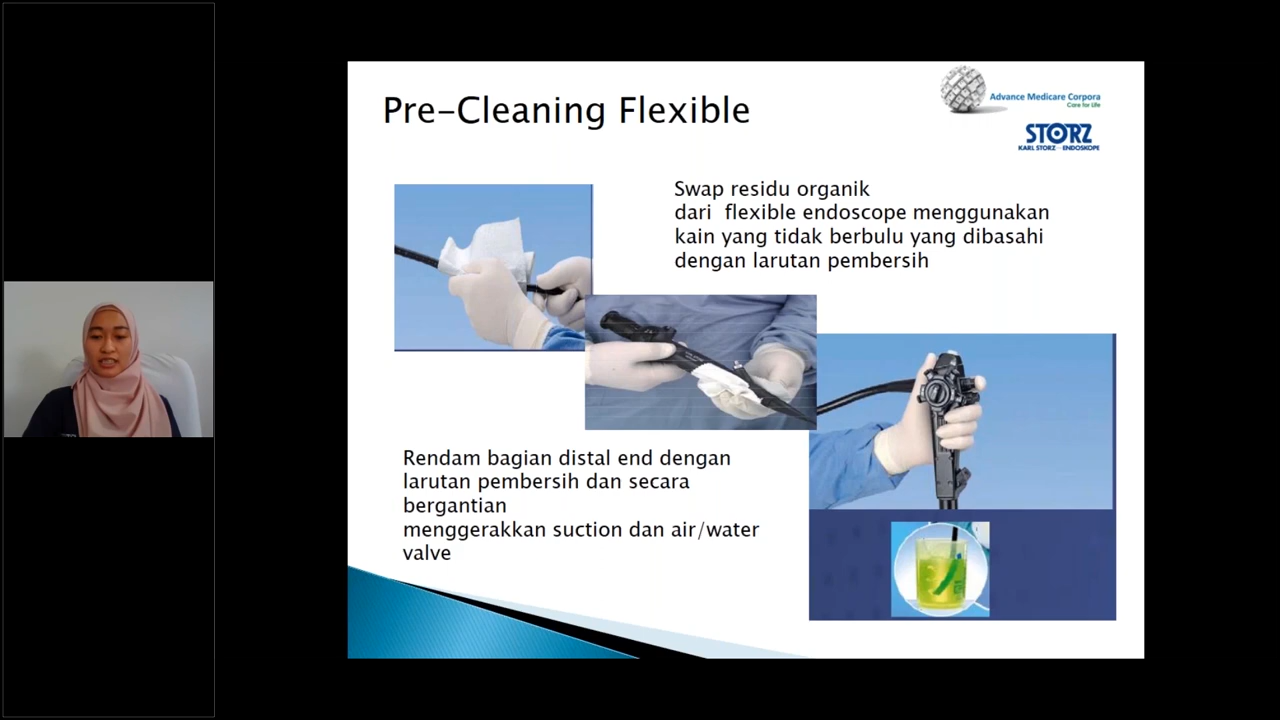 Pre-Cleaning Flexible
Advance Medicare Corpora
Care for Life
STORZ
KARL STORZ - ENDOSKOPE
Swap residu organik
dari flexible endoscope menggunakan
kain yang tidak berbulu yang dibasahi
dengan larutan pembersih
Rendam bagian distal end dengan
larutan pembersih dan secara
bergantian
menggerakkan suction dan air/water
valve